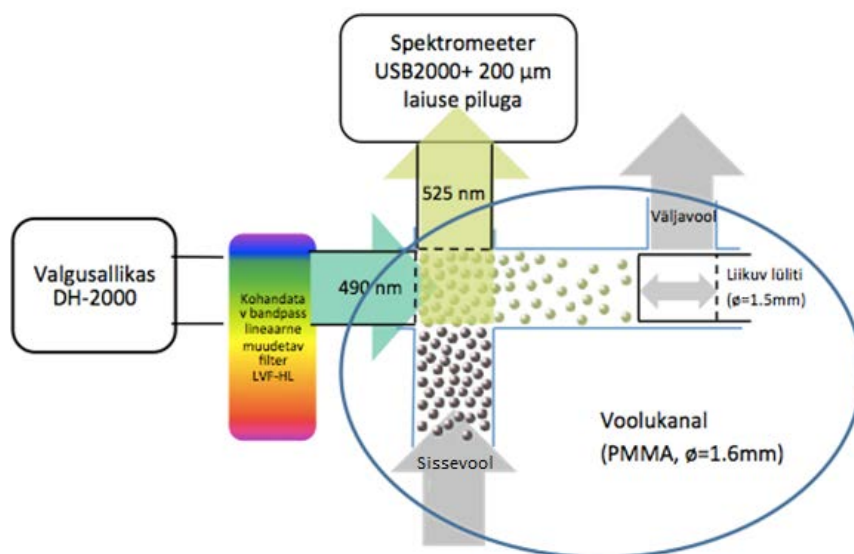 Spektromeeter
USB2000+ 200 µm
laiuse piluga
525 nm
Väljavool
Valgusallikas
DH-2000
Kohandata
v bandpass
lineaarne
muudetav
filter
LVF-HL
490 nm
Liikuv lüliti
(ø=1.5mm)
Voolukanal
(PMMA, ø=1.6mm)
Sissevool